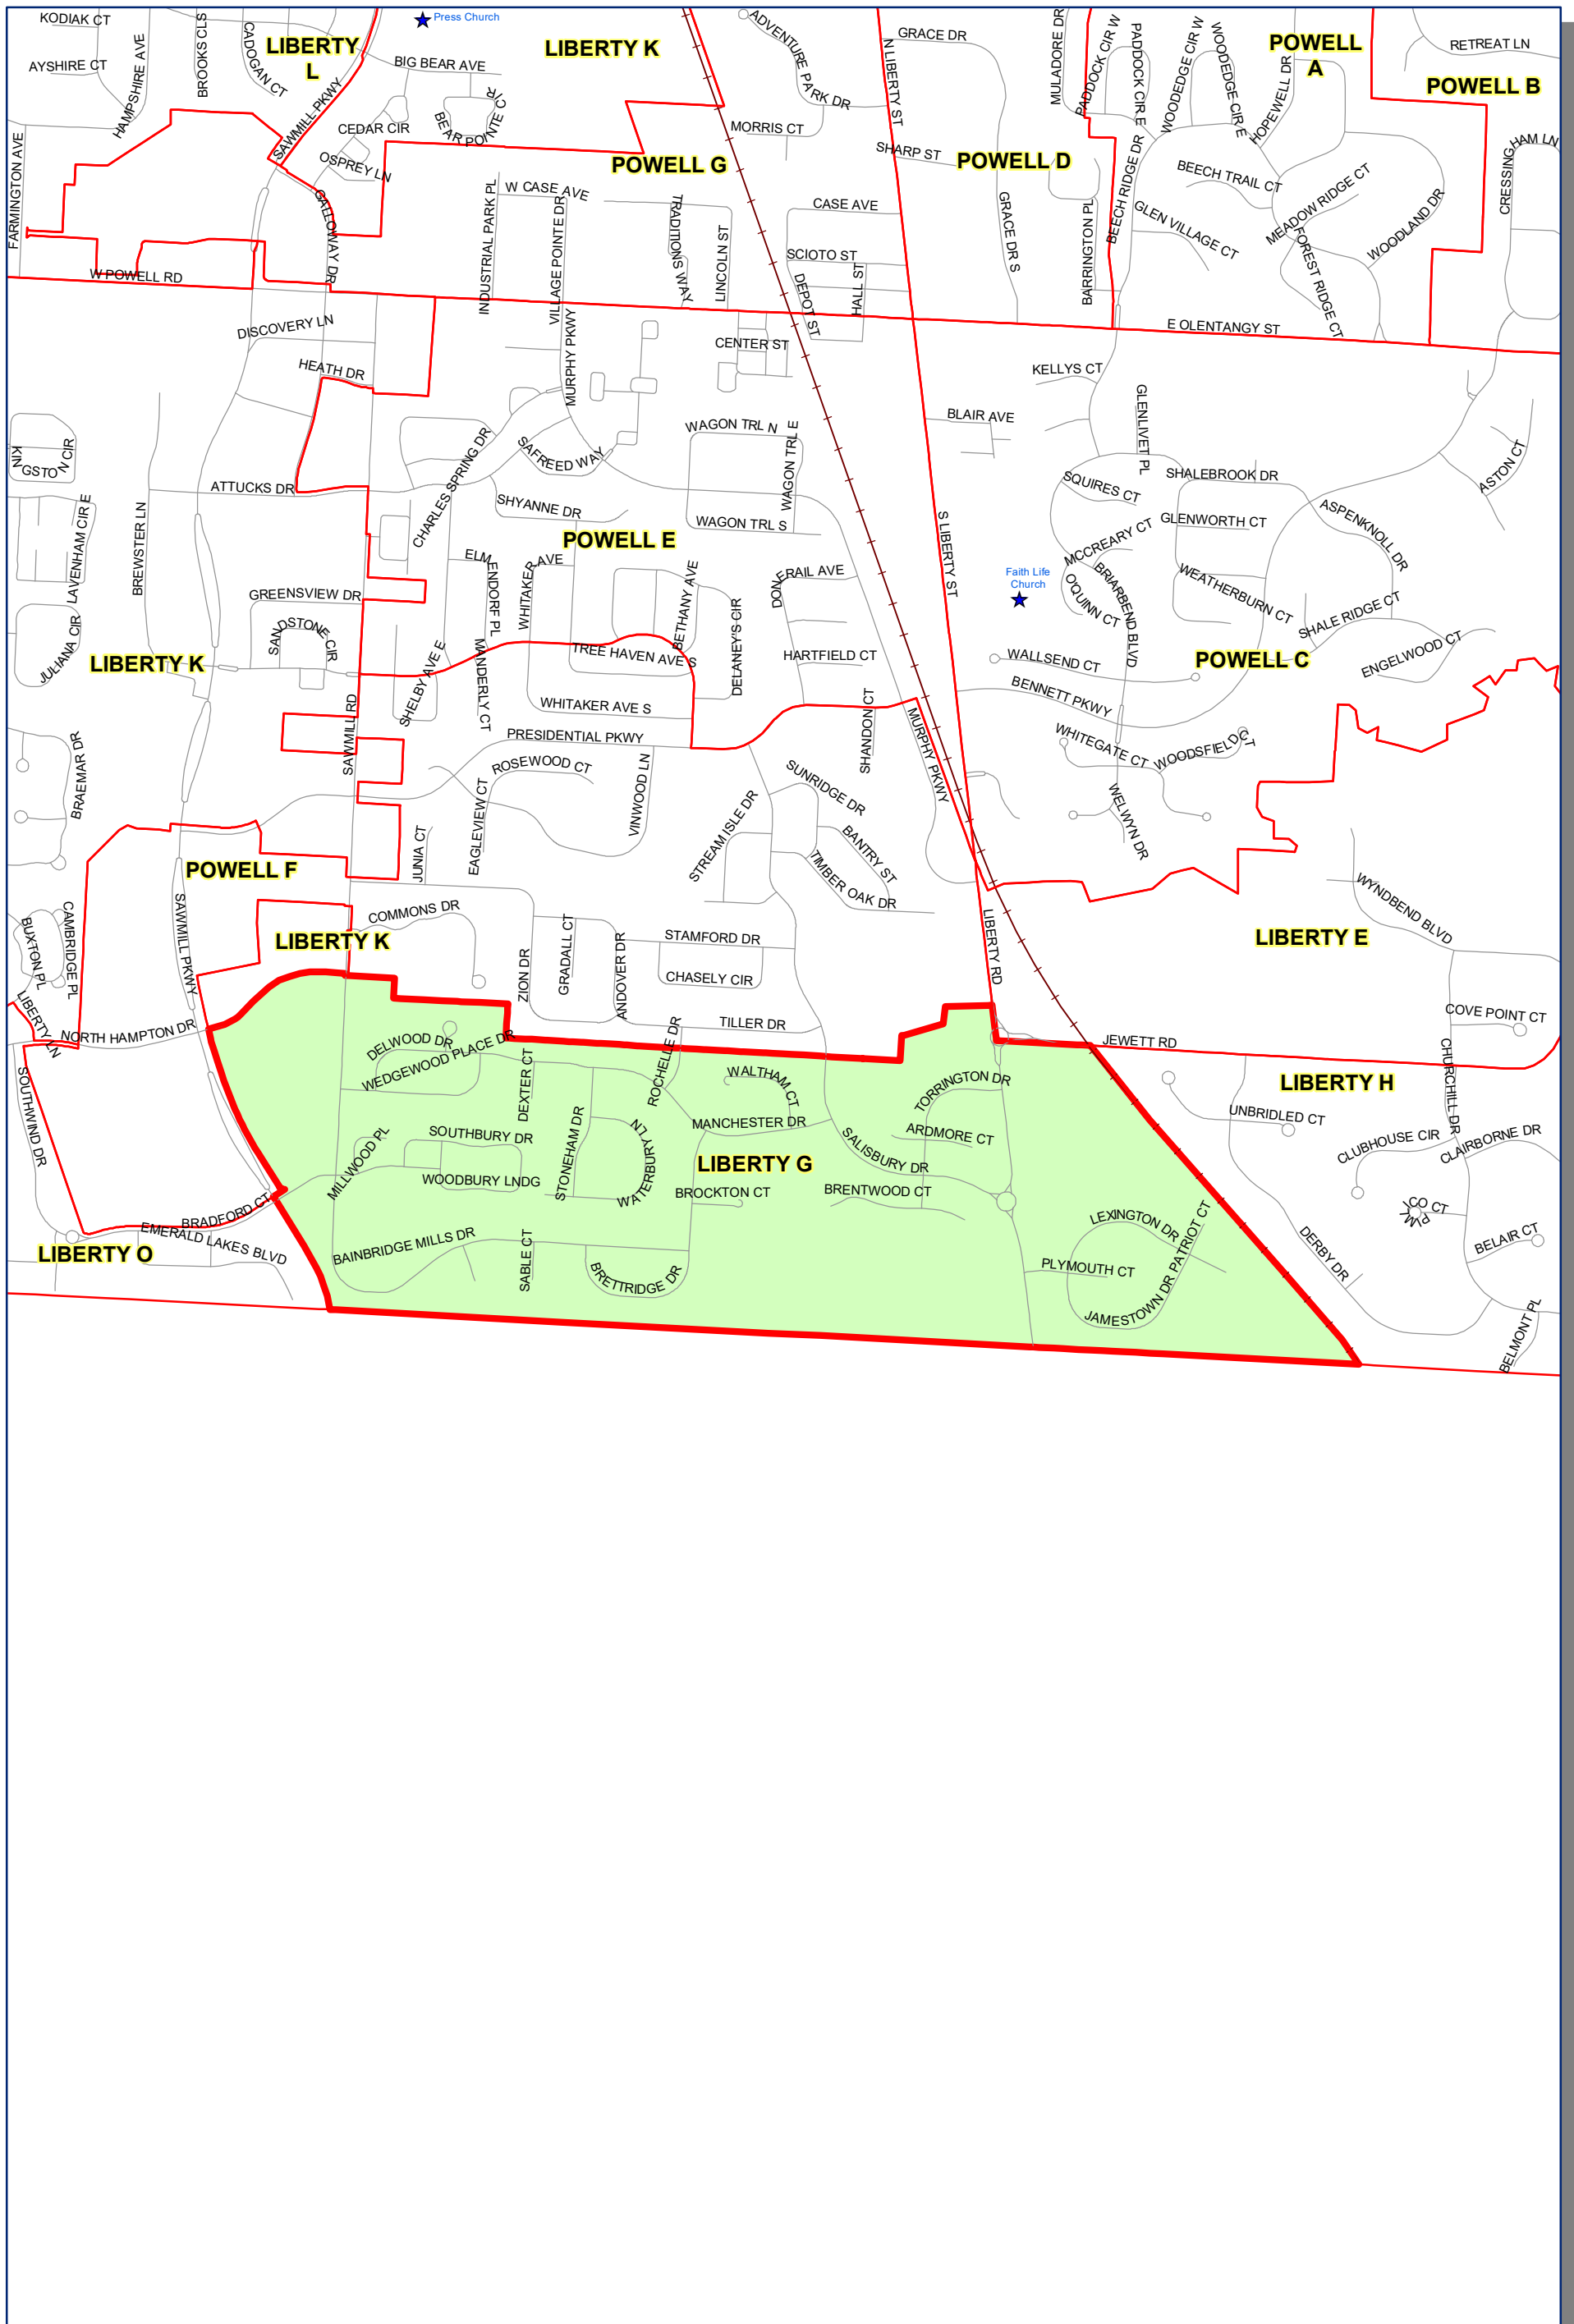 KODIAK CT
AYSHIRE CT
HAMPSHIRE AVE
BROOKS CLS
CADOGAN CT
LIBERTY
L
Press Church
LIBERTY K
BIG BEAR AVE
BEAR POINTE CIR
CEDAR CIR
OSPREY LN
SAWMILL PKWY
GALLOWAY DR
FARMINGTON AVE
W POWELL RD
ADVENTURE PARK DR
MORRIS CT
N LIBERTY ST
GRACE DR
SHARP ST
POWELL G
POWELL D
MULADORE DR
PADDOCK CIR W
PADDOCK CIR E
WOODEDGE CIR W
WOODEDGE CIR E
HOPEWELL DR
POWELL
A
RETREAT LN
POWELL B
HAM LN
CRESSING
BEECH TRAIL CT
MEADOW RIDGE CT
WOODLAND DR
FOREST RIDGE CT
GLEN VILLAGE CT
BEECH RIDGE DR
BARRINGTON PL
GRACE DR S
W CASE AVE
INDUSTRIAL PARK PL
VILLAGE POINTE DR
TRADITIONS WAY
LINCOLN ST
CASE AVE
SCIOTO ST
DEPOT ST
HALL ST
E OLENTANGY ST
DISCOVERY LN
HEATH DR
MURPHY PKWY
CENTER ST
KELLYS CT
GLENLIVET PL
BLAIR AVE
WAGON TRL N
WAGON TRL E
WAGON TRL S
SAFREED WAY
CHARLES SPRING DR
SHYANNE DR
POWELL E
KINGSTON CIR
LAVENHAM CIR E
BREWSTER LN
ATTUCKS DR
SQUIRES CT
SHALEBROOK DR
ASTON CT
ASPENKNOLL DR
GLENWORTH CT
MCCREARY CT
O'QUINN CT
BRIARBEND BLVD
WEATHERBURN CT
SHALE RIDGE CT
ENGELWOOD CT
S LIBERTY ST
Faith Life
Church
POWELL C
WALLSEND CT
BENNETT PKWY
WHITEGATE CT
WOODSFIELD CT
WELWYN DR
ELMENDORF PL
WHITAKER AVE
BETHANY AVE
DELANEY'S CIR
DONERAIL AVE
HARTFIELD CT
SHANDON CT
MURPHY PKWY
GREENSVIEW DR
SANDSTONE CIR
JULIANA CIR
LIBERTY K
SHELBY AVE E
MANDERLY CT
TREE HAVEN AVE S
WHITAKER AVE S
PRESIDENTIAL PKWY
ROSEWOOD CT
VINWOOD LN
EAGLEVIEW CT
JUNIA CT
SAWMILL RD
BRAEMAR DR
SUNRIDGE DR
STREAM ISLE DR
BANTRY ST
TIMBER OAK DR
POWELL F
SAWMILL PKWY
CAMBRIDGE PL
BUXTON PL
LIBERTY LN
NORTH HAMPTON DR
LIBERTY K
COMMONS DR
ZION DR
GRADALL CT
ANDOVER DR
STAMFORD DR
CHASELY CIR
TILLER DR
LIBERTY RD
WYNDBEND BLVD
LIBERTY E
COVE POINT CT
JEWETT RD
LIBERTY H
CHURCHILL DR
UNBRIDLED CT
CLUBHOUSE CIR
CLAIRBORNE DR
BELAIR CT
BELMONT PL
DERBY DR
DELWOOD DR
WEDGEWOOD PLACE DR
DEXTER CT
ROCHELLE DR
WALTHAM CT
TORRINGTON DR
MANCHESTER DR
ARDMORE CT
SALISBURY DR
SOUTHBURY DR
WOODBURY LNDG
MILLWOOD PL
STONEHAM DR
WATERBURY LN
LIBERTY G
BROCKTON CT
BRENTWOOD CT
LEXINGTON DR
PATRIOT CT
PLYMOUTH CT
JAMESTOWN DR
SOUTHWIND DR
BRADFORD CT
EMERALD LAKES BLVD
LIBERTY O
BAINBRIDGE MILLS DR
SABLE CT
BRETTRIDGE DR